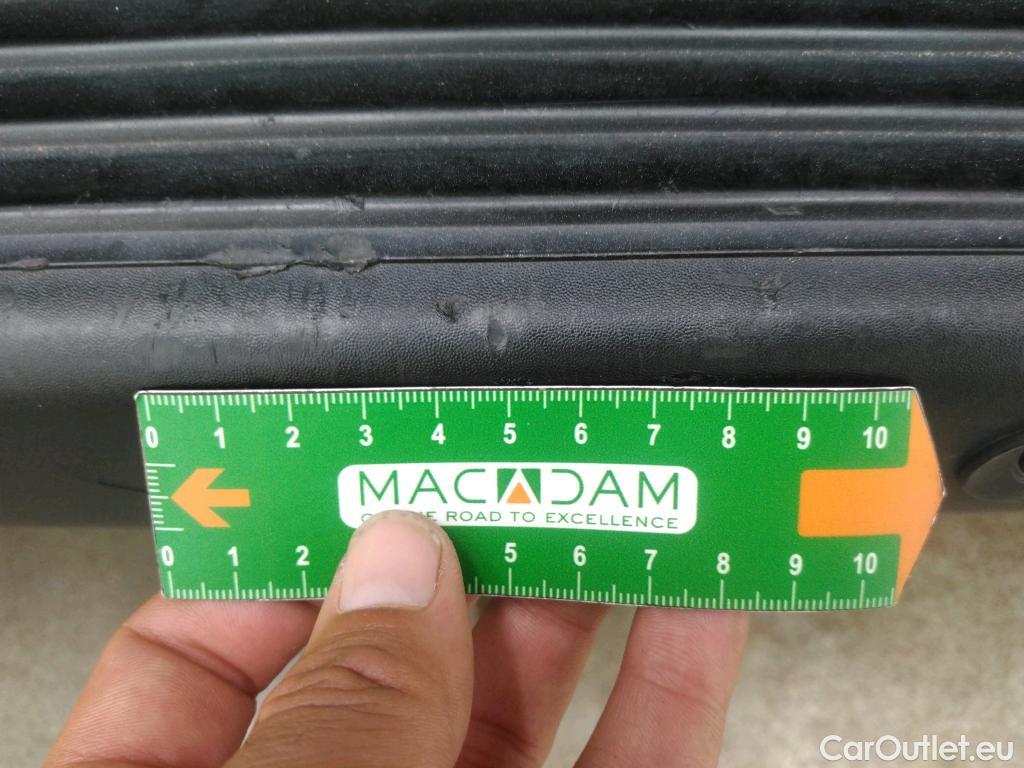 0 1 2 3 4 5 6 7 8 9 10
MACADAM
ROAD TO EXCELLENCE
0 1 2 5 6 7 8 9 10
CarOutlet.eu